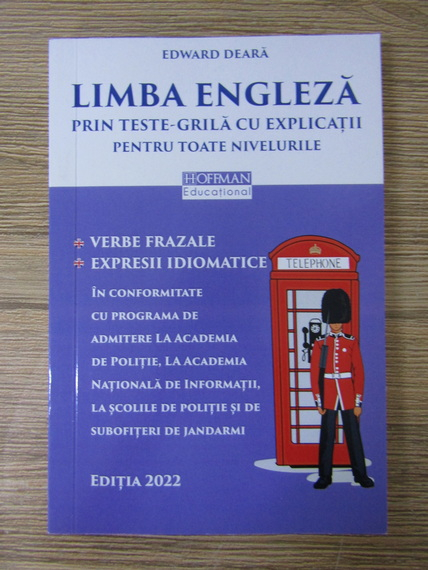 EDWARD DEARĂ
LIMBA ENGLEZĂ
PRIN TESTE-GRILĂ CU EXPLICAȚII
PENTRU TOATE NIVELURILE
HOFFMAN
Educațional
VERBE FRAZALE
EXPRESII IDIOMATICE
TELEPHONE
ÎN CONFORMITATE
CU PROGRAMA DE
ADMITERE LA ACADEMIA
DE POLIȚIE, LA ACADEMIA
NAȚIONALĂ DE INFORMAȚII,
LA ȘCOLILE DE POLIȚIE ȘI DE
SUBOFIȚERI DE JANDARMI
EDIȚIA 2022